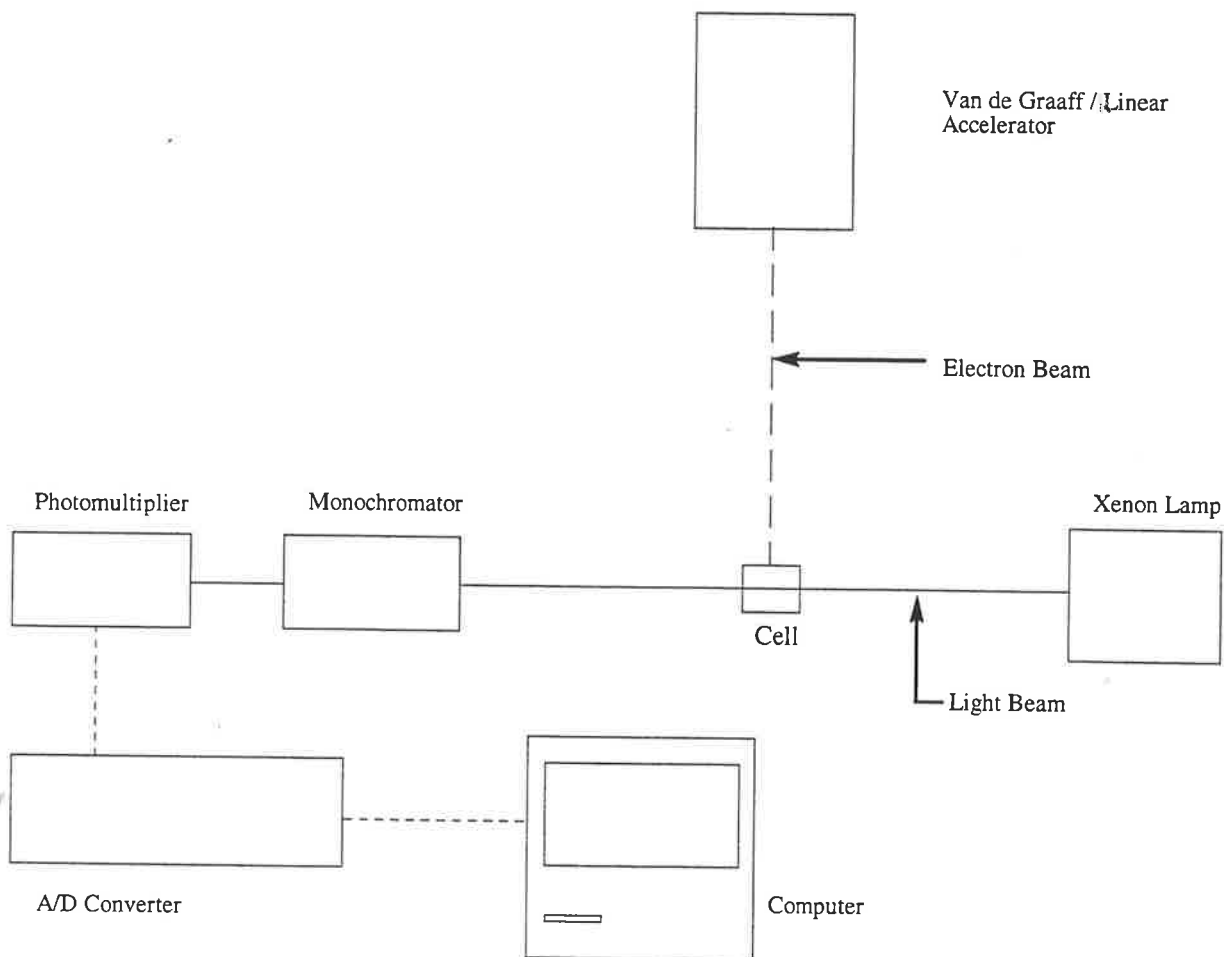 Van de Graaff / Linear
Accelerator
Electron Beam
Photomultiplier
Monochromator
Xenon Lamp
Cell
Light Beam
A/D Converter
Computer